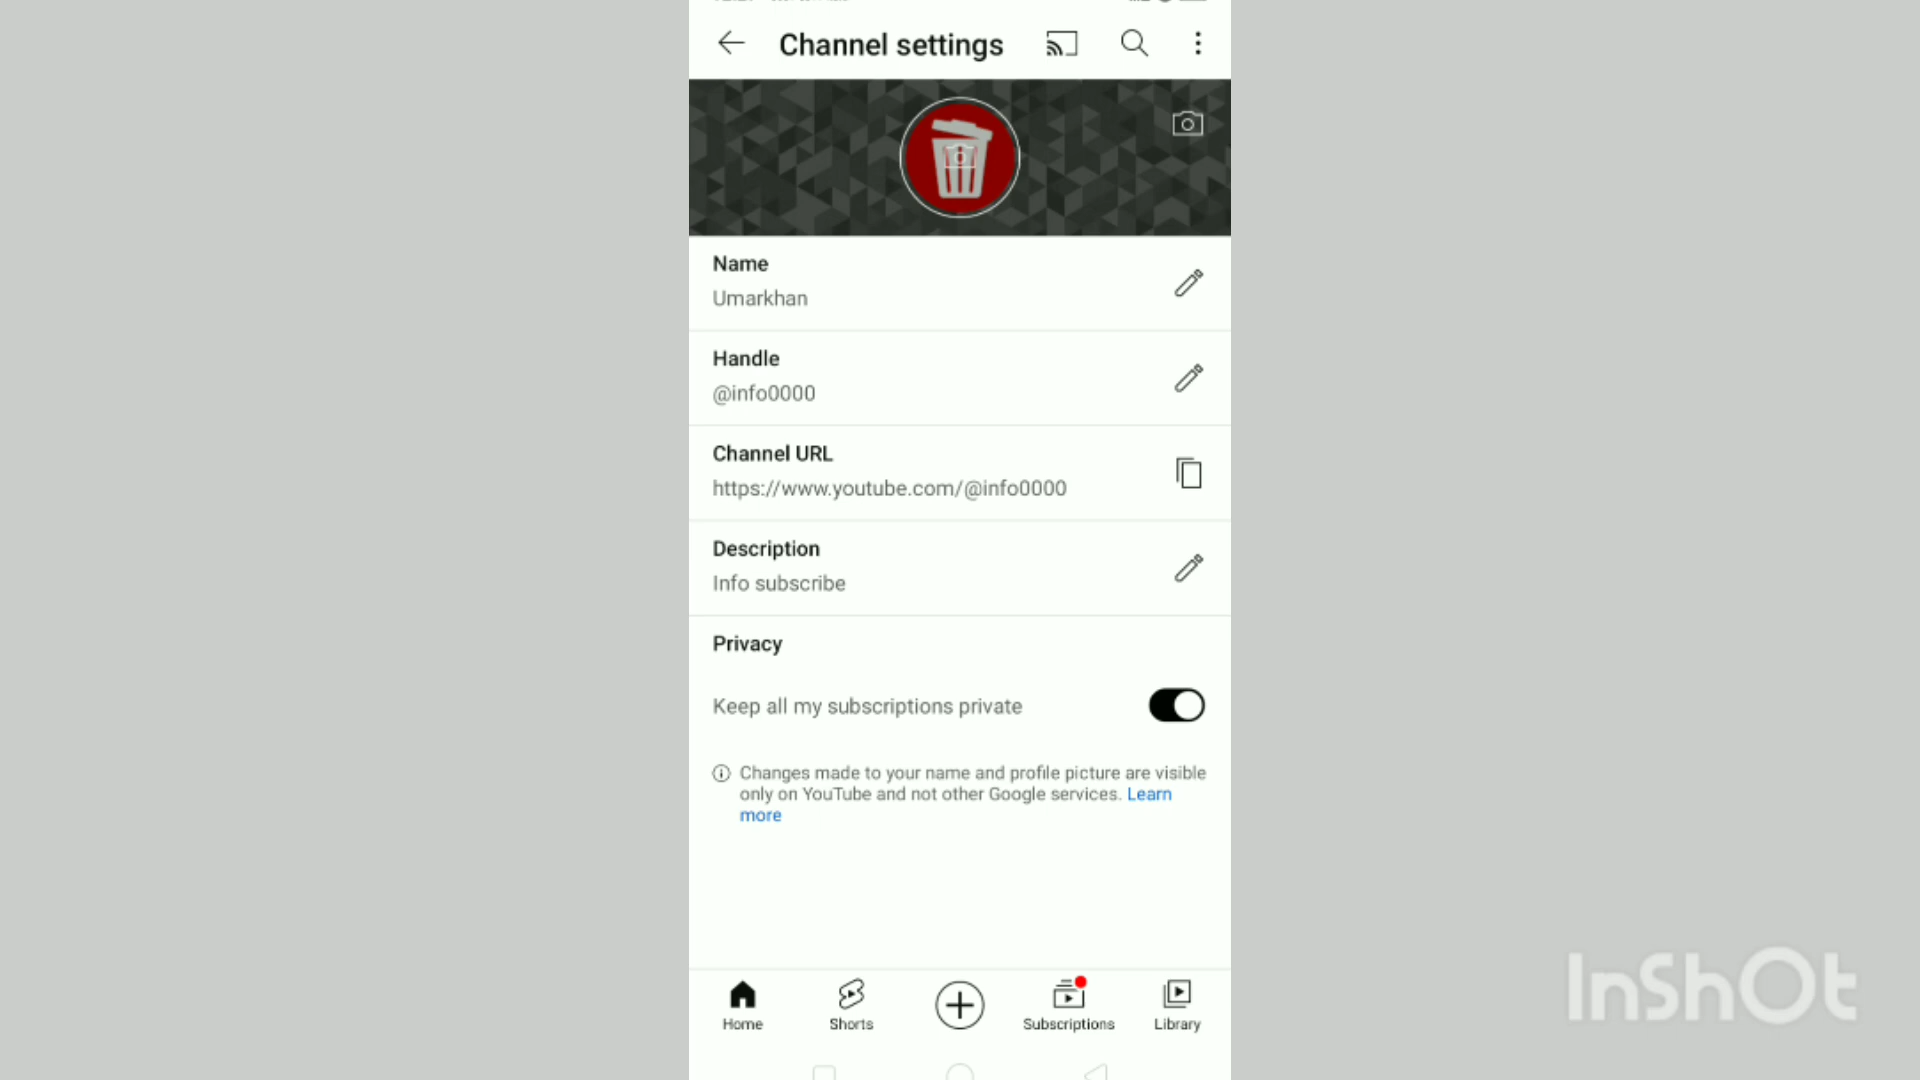 Channel settings
Name
Umarkhan
Handle
@info0000
Channel URL
https://www.youtube.com/@info0000
Description
Info subscribe
Privacy
Keep all my subscriptions private
Changes made to your name and profile picture are visible
only on YouTube and not other Google services. Learn
more
Home
Shorts
Subscriptions
Library
InShOt